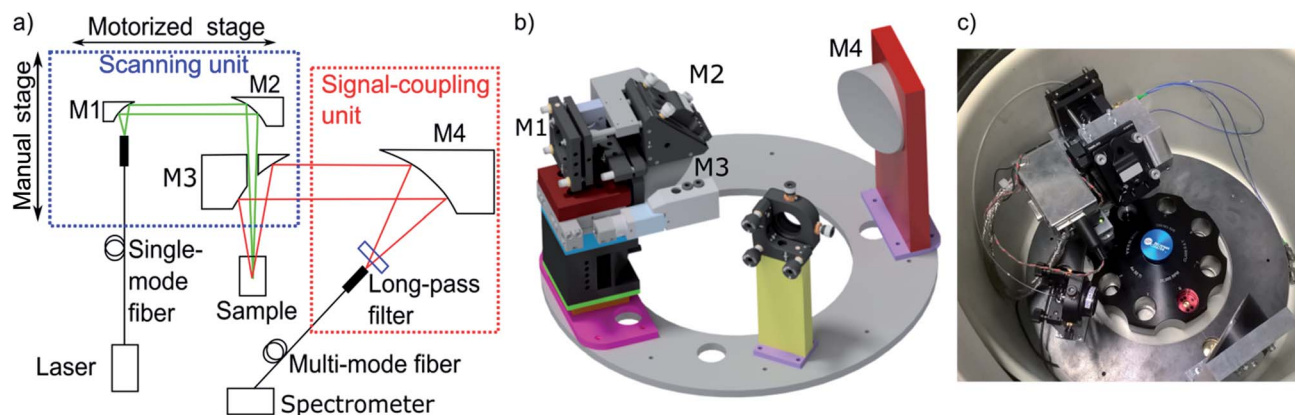 a)
Motorized stage
Manual stage
Scanning unit
M1
M2
M3
Signal-coupling
unit
M4
Single-
mode
fiber
Sample
Long-pass
filter
Laser
Multi-mode fiber
Spectrometer
b)
M1
M2
M3
M4
c)